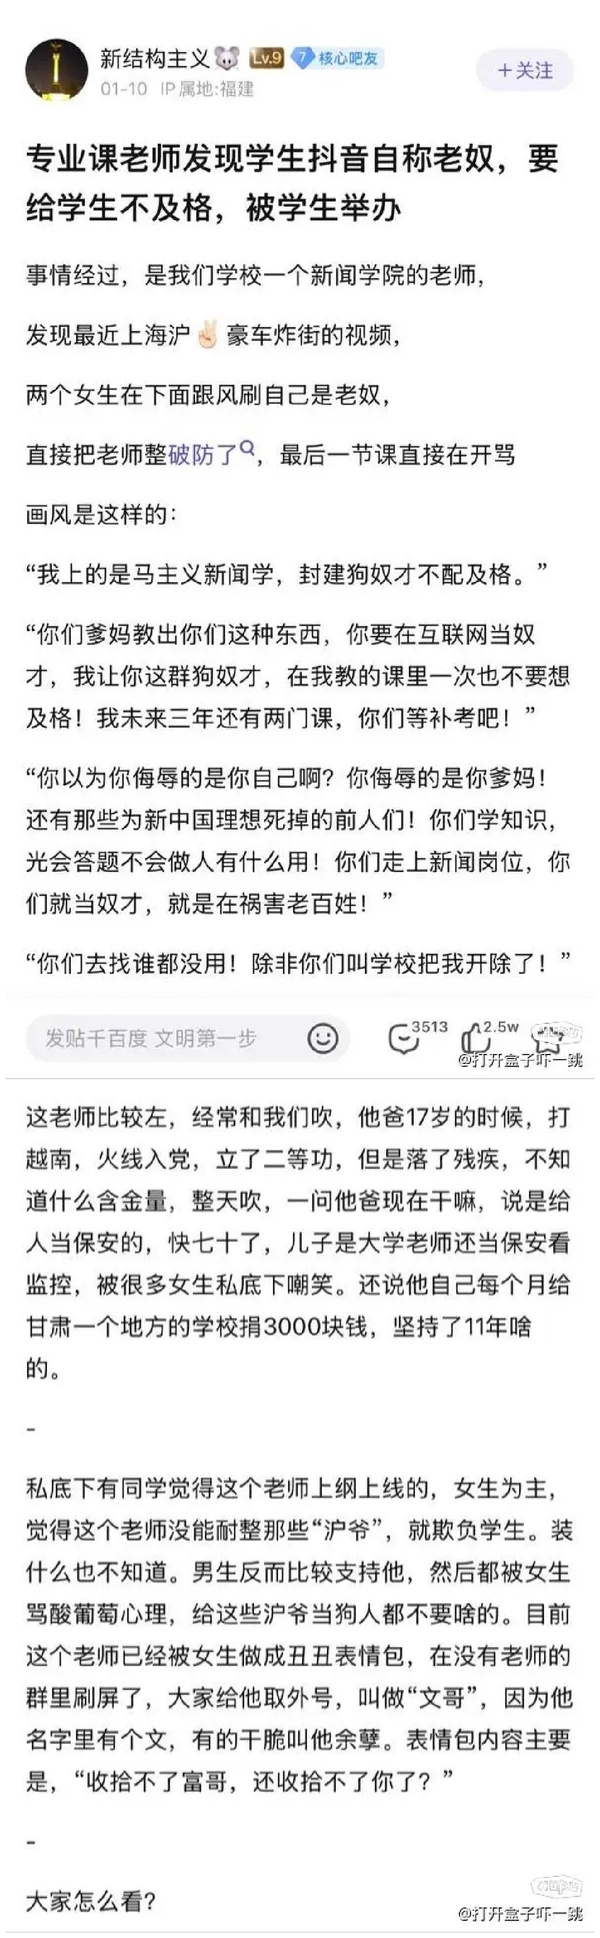 新结构主义 Lv.9 7 核心吧友
+关注
01-10 IP属地:福建
专业课老师发现学生抖音自称老奴，要
给学生不及格，被学生举办
事情经过，是我们学校一个新闻学院的老师，
发现最近上海沪✌🏻豪车炸街的视频，
两个女生在下面跟风刷自己是老奴，
直接把老师整破防了，最后一节课直接在开骂
画风是这样的：
“我上的是马主义新闻学，封建狗奴才不配及格。”
“你们爹妈教出你们这种东西，你要在互联网当奴
才，我让你这群狗奴才，在我教的课里一次也不要想
及格！我未来三年还有两门课，你们等补考吧！”
“你以为你侮辱的是你自己啊？你侮辱的是你爹妈！
还有那些为新中国理想死掉的前人们！你们学知识，
光会答题不会做人有什么用！你们走上新闻岗位，你
们就当奴才，就是在祸害老百姓！”
“你们去找谁都没用！除非你们叫学校把我开除了！”
发贴千百度 文明第一步
3513
2.5w
@打开盒子吓一跳
这老师比较左，经常和我们吹，他爸17岁的时候，打
越南，火线入党，立了二等功，但是落了残疾，不知
道什么含金量，整天吹，一问他爸现在干嘛，说是给
人当保安的，快七十了，儿子是大学老师还当保安看
监控，被很多女生私底下嘲笑。还说他自己每个月给
甘肃一个地方的学校捐3000块钱，坚持了11年啥
的。
-
私底下有同学觉得这个老师上纲上线的，女生为主，
觉得这个老师没能耐整那些“沪爷”，就欺负学生。装
什么也不知道。男生反而比较支持他，然后都被女生
骂酸葡萄心理，给这些沪爷当狗人都不要啥的。目前
这个老师已经被女生做成丑丑表情包，在没有老师的
群里刷屏了，大家给他取外号，叫做“文哥”，因为他
名字里有个文，有的干脆叫他余孽。表情包内容主要
是，“收拾不了富哥，还收拾不了你了？”
-
大家怎么看？
@打开盒子吓一跳